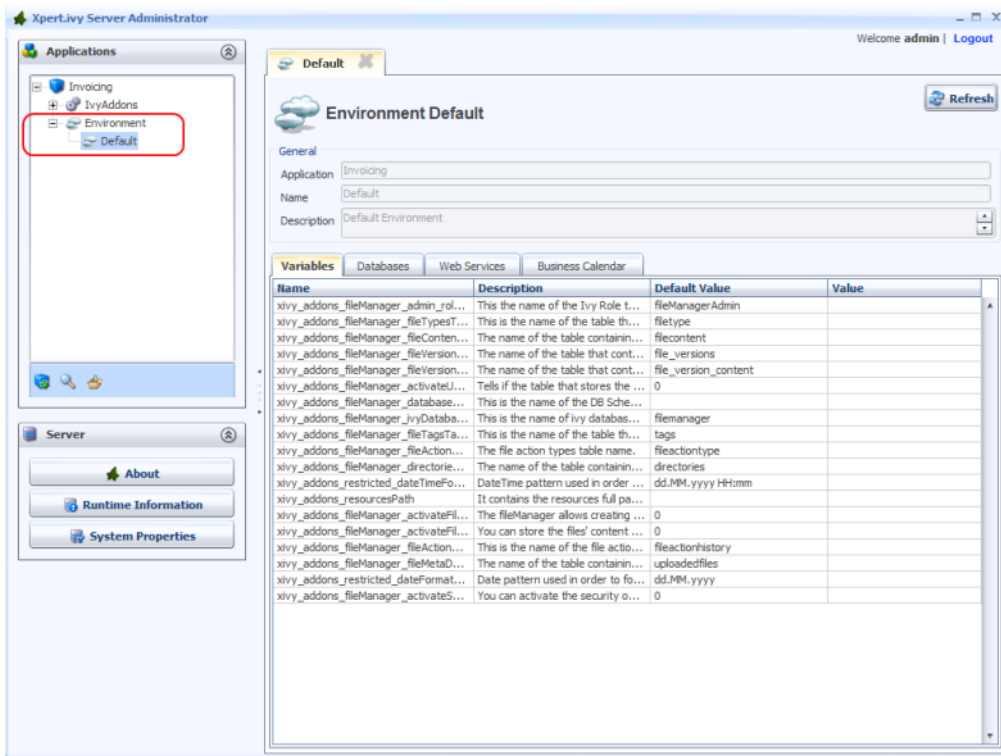 Xpert.ivy Server Administrator
Welcome admin | Logout
Applications
Invoicing
IvyAddons
Environment
Default
Server
About
Runtime Information
System Properties
Default
Environment Default
Refresh
General
Application Invoicing
Name Default
Description Default Environment
Variables Databases Web Services Business Calendar
Name Description Default Value Value
xivy_addons_fileManager_admin_rol... This the name of the Ivy Role t... fileManagerAdmin
xivy_addons_fileManager_fileTypesT... This is the name of the table th... filetype
xivy_addons_fileManager_fileConten... The name of the table containin... filecontent
xivy_addons_fileManager_fileVersion... The name of the table that cont... file_versions
xivy_addons_fileManager_fileVersion... The name of the table that cont... file_version_content
xivy_addons_fileManager_activateU... Tells if the table that stores the ... 0
xivy_addons_fileManager_database... This is the name of the DB Sche...
xivy_addons_fileManager_ivyDataba... This is the name of ivy databas... filemanager
xivy_addons_fileManager_fileTagsTa... This is the name of the table th... tags
xivy_addons_fileManager_fileAction... The file action types table name. fileactiontype
xivy_addons_fileManager_directorie... The name of the table containin... directories
xivy_addons_restricted_dateTimeFo... DateTime pattern used in order ... dd.MM.yyyy HH:mm
xivy_addons_resourcesPath It contains the resources full pa...
xivy_addons_fileManager_activateFil... The fileManager allows creating ... 0
xivy_addons_fileManager_activateFil... You can store the files' content ... 0
xivy_addons_fileManager_fileAction... This is the name of the file actio... fileactionhistory
xivy_addons_fileManager_fileMetaD... The name of the table containin... uploadedfiles
xivy_addons_restricted_dateFormat... Date pattern used in order to fo... dd.MM.yyyy
xivy_addons_fileManager_activateS... You can activate the security o... 0